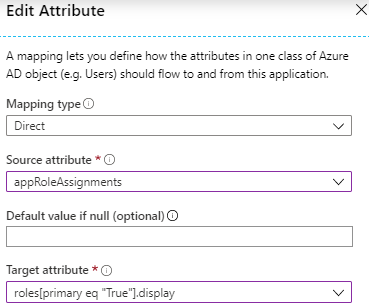 Edit Attribute
A mapping lets you define how the attributes in one class of Azure
AD object (e.g. Users) should flow to and from this application.
Mapping type
Direct
Source attribute *
appRoleAssignments
Default value if null (optional)
Target attribute *
roles[primary eq "True"].display